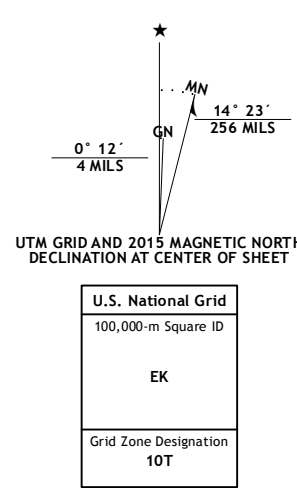 ★
MN
GN
14° 23´
256 MILS
0° 12´
4 MILS
UTM GRID AND 2015 MAGNETIC NORTH
DECLINATION AT CENTER OF SHEET
U.S. National Grid
100,000-m Square ID
EK
Grid Zone Designation
10T